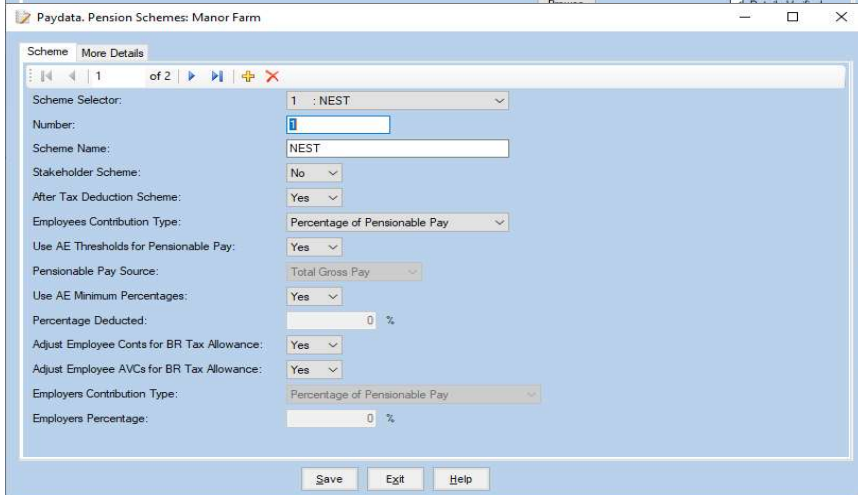 Paydata. Pension Schemes: Manor Farm
Scheme More Details
1 of 2
Scheme Selector: 1 : NEST
Number: 1
Scheme Name: NEST
Stakeholder Scheme: No
After Tax Deduction Scheme: Yes
Employees Contribution Type: Percentage of Pensionable Pay
Use AE Thresholds for Pensionable Pay: Yes
Pensionable Pay Source: Total Gross Pay
Use AE Minimum Percentages: Yes
Percentage Deducted: 0 %
Adjust Employee Conts for BR Tax Allowance: Yes
Adjust Employee AVCs for BR Tax Allowance: Yes
Employers Contribution Type: Percentage of Pensionable Pay
Employers Percentage: 0 %
Save Exit Help